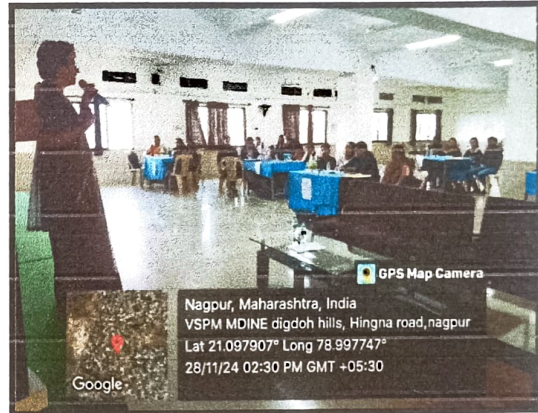 GPS Map Camera
Nagpur, Maharashtra, India
VSPM MDINE digdoh hills, Hingna road,nagpur
Lat 21.097907° Long 78.997747°
28/11/24 02:30 PM GMT +05:30
Google